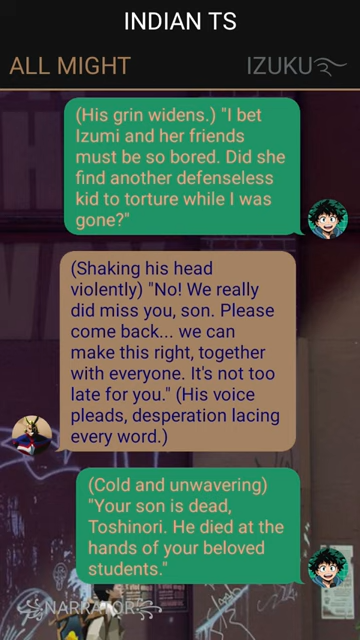 INDIAN TS
ALL MIGHT
IZUKU
(His grin widens.) "I bet
Izumi and her friends
must be so bored. Did she
find another defenseless
kid to torture while I was
gone?"
(Shaking his head
violently) "No! We really
did miss you, son. Please
come back... we can
make this right, together
with everyone. It's not too
late for you." (His voice
pleads, desperation lacing
every word.)
(Cold and unwavering)
"Your son is dead,
Toshinori. He died at the
hands of your beloved
students."
NARRATOR